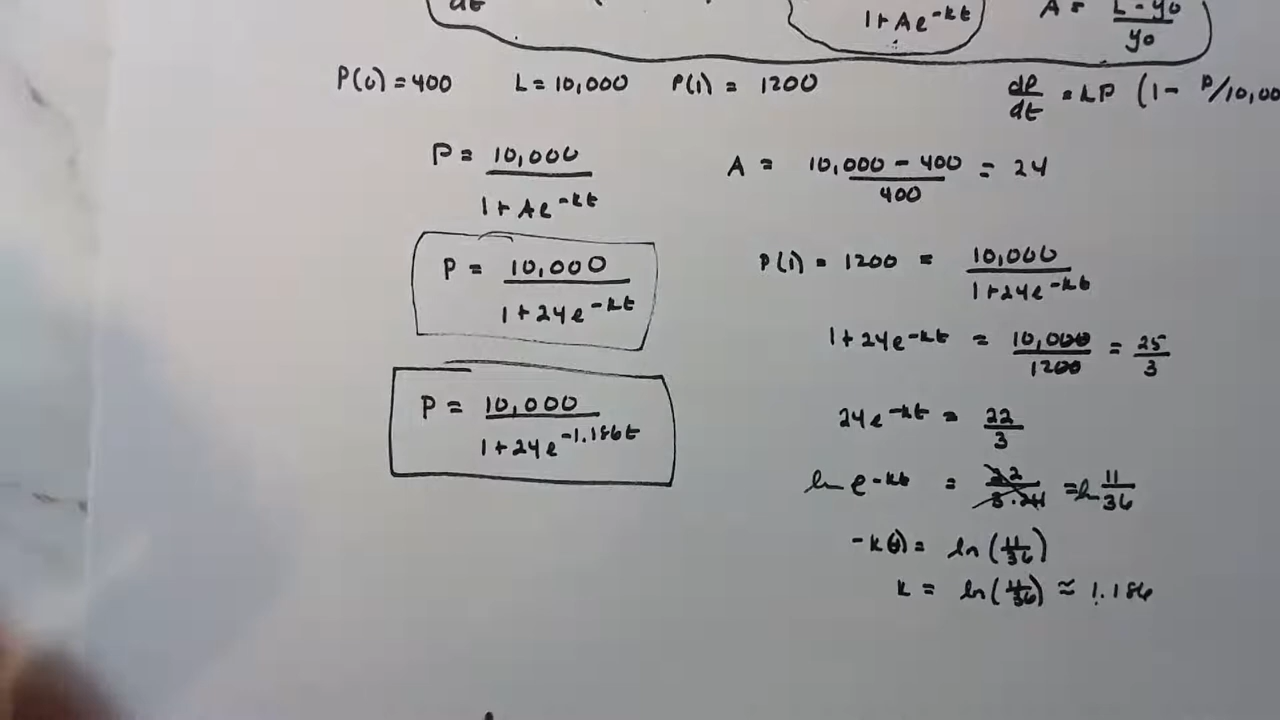 dt 1+Ae^-kt A = L - y0 / y0
P(0) = 400 L = 10,000 P(1) = 1200 dP/dt = kP (1 - P/10,00
P = 10,000 / 1+Ae^-kt
A = 10,000 - 400 / 400 = 24
P = 10,000 / 1+24e^-kt
P(1) = 1200 = 10,000 / 1+24e^-kt
1+24e^-kt = 10,000 / 1200 = 25/3
P = 10,000 / 1+24e^-1.186t
24e^-kt = 22/3
ln e^-kt = 22 / 3·24 = ln 11/36
-k(1) = ln(11/36)
k = ln(11/36) ≈ 1.186